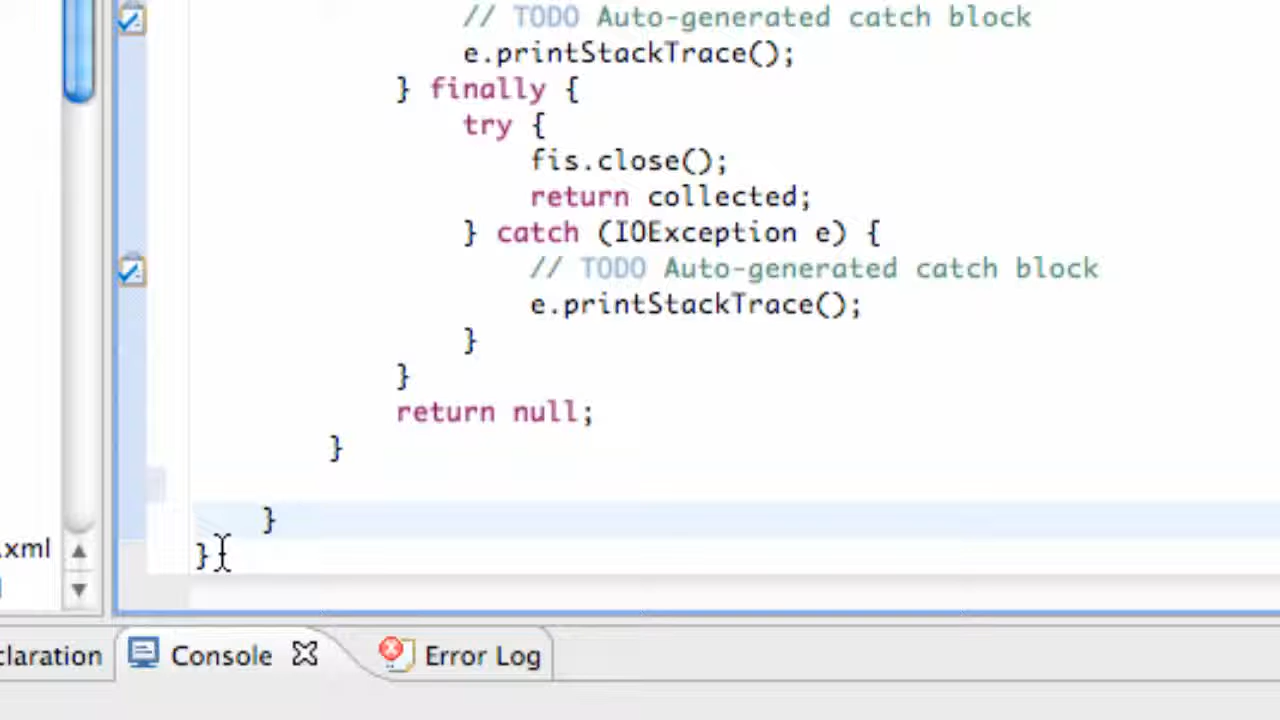 // TODO Auto-generated catch block
e.printStackTrace();
} finally {
try {
fis.close();
return collected;
} catch (IOException e) {
// TODO Auto-generated catch block
e.printStackTrace();
}
}
return null;
}
}
}
.xml
claration
Console
Error Log